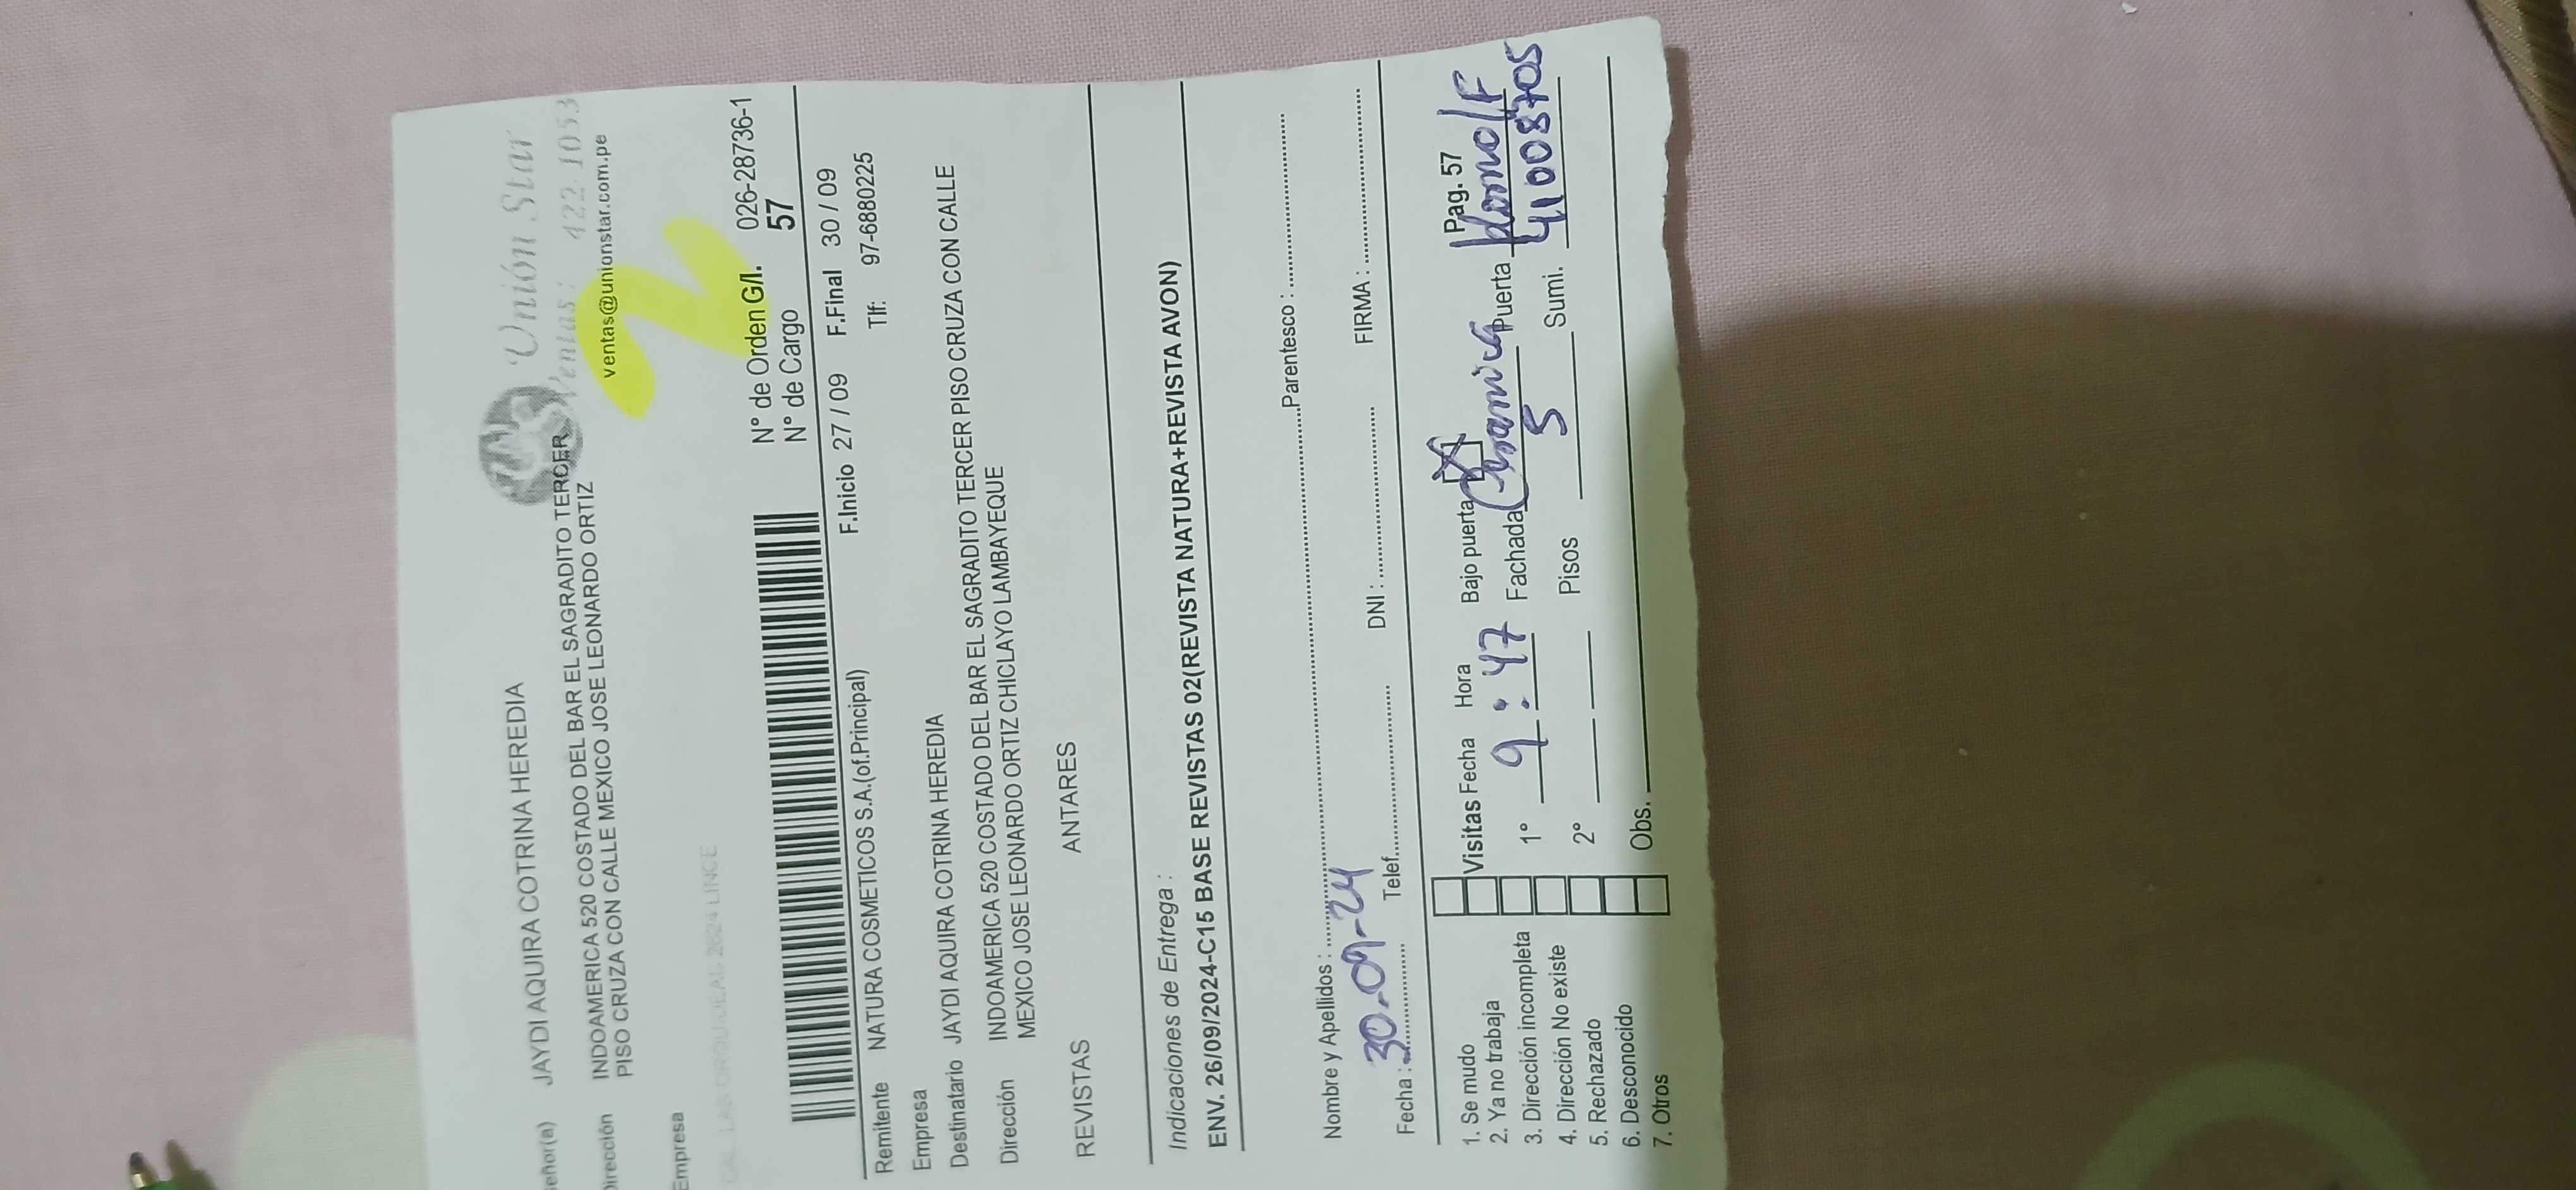 Unión Star
Ventas: 422-1053
ventas@unionstar.com.pe
eñor(a) JAYDI AQUIRA COTRINA HEREDIA
Dirección INDOAMERICA 520 COSTADO DEL BAR EL SAGRADITO TERCER
PISO CRUZA CON CALLE MEXICO JOSE LEONARDO ORTIZ
Empresa
N° de Orden G/I. 026-28736-1
N° de Cargo 57
F.Inicio 27 / 09 F.Final 30 / 09
Remitente NATURA COSMETICOS S.A.(of.Principal) Tlf: 97-6880225
Empresa
Destinatario JAYDI AQUIRA COTRINA HEREDIA
Dirección INDOAMERICA 520 COSTADO DEL BAR EL SAGRADITO TERCER PISO CRUZA CON CALLE
MEXICO JOSE LEONARDO ORTIZ CHICLAYO LAMBAYEQUE
REVISTAS ANTARES
Indicaciones de Entrega :
ENV. 26/09/2024-C15 BASE REVISTAS 02(REVISTA NATURA+REVISTA AVON)
Nombre y Apellidos : Parentesco :
Fecha : 30-09-24 Telef. DNI : FIRMA :
Pag. 57
1. Se mudo Visitas Fecha Hora Bajo puerta X
2. Ya no trabaja 1° 9:47 Fachada Puerta
3. Dirección incompleta
4. Dirección No existe 2° Pisos 5 Sumi. 41008705
5. Rechazado
6. Desconocido Obs.
7. Otros